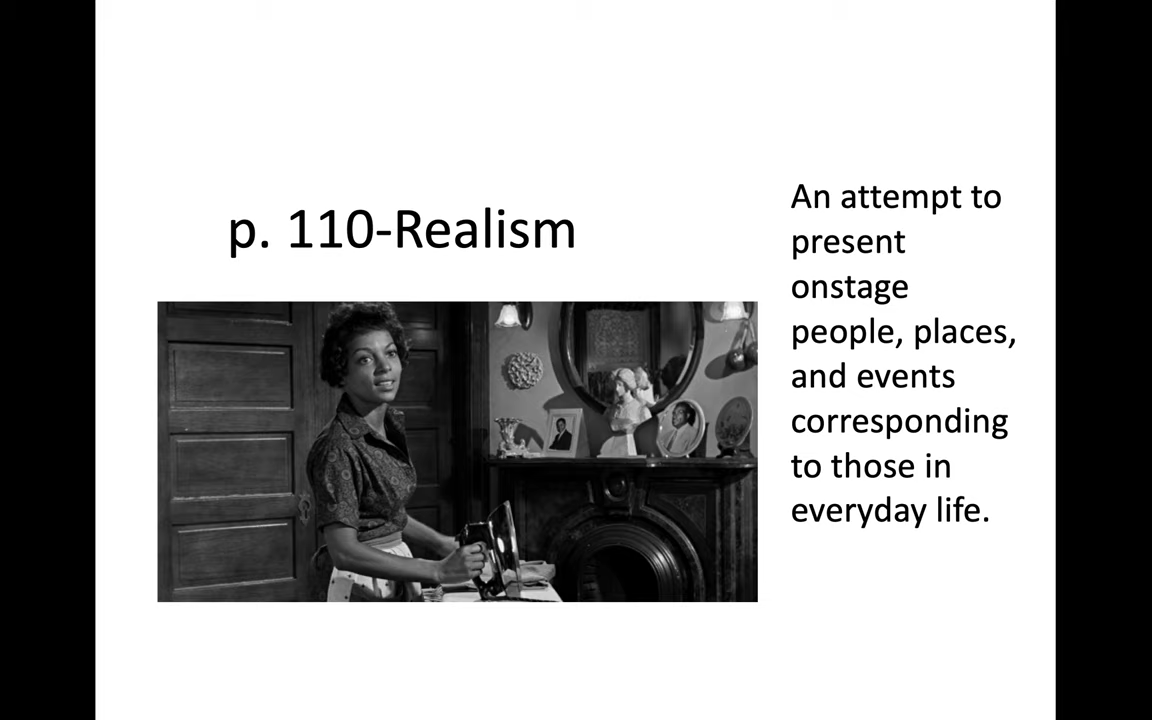 p. 110-Realism
An attempt to
present
onstage
people, places,
and events
corresponding
to those in
everyday life.